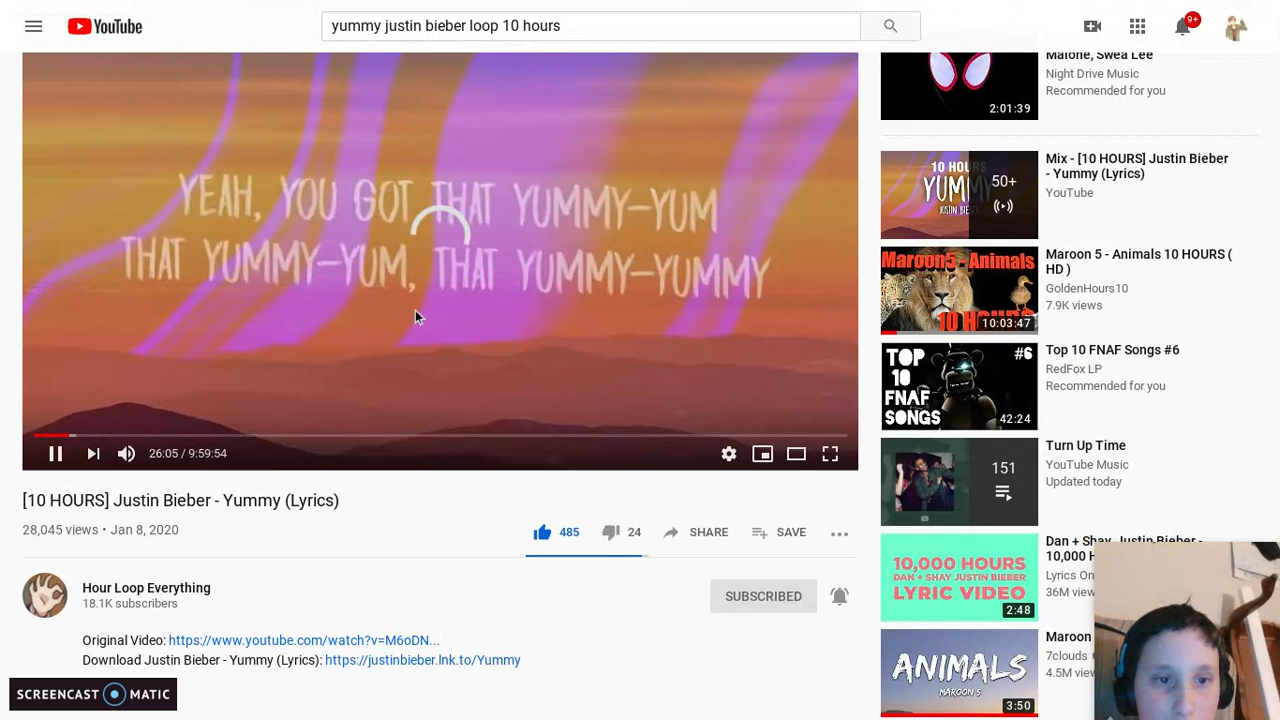 YouTube
yummy justin bieber loop 10 hours
9+
YEAH, YOU GOT THAT YUMMY-YUM
THAT YUMMY-YUM, THAT YUMMY-YUMMY
26:05 / 9:59:54
[10 HOURS] Justin Bieber - Yummy (Lyrics)
28,045 views • Jan 8, 2020
485
24
SHARE
SAVE
Hour Loop Everything
18.1K subscribers
SUBSCRIBED
Original Video: https://www.youtube.com/watch?v=M6oDN...
Download Justin Bieber - Yummy (Lyrics): https://justinbieber.lnk.to/Yummy
SCREENCAST MATIC
Malone, Swea Lee
Night Drive Music
Recommended for you
2:01:39
10 HOURS
YUMMY
JUSTIN BIE
50+
Mix - [10 HOURS] Justin Bieber
- Yummy (Lyrics)
YouTube
Maroon5 - Animals
10 HOURS
10:03:47
Maroon 5 - Animals 10 HOURS (
HD )
GoldenHours10
7.9K views
TOP
10
FNAF
SONGS
#6
42:24
Top 10 FNAF Songs #6
RedFox LP
Recommended for you
151
Turn Up Time
YouTube Music
Updated today
10,000 HOURS
DAN + SHAY, JUSTIN BIEBER
LYRIC VIDEO
2:48
Dan + Shay, Justin Bieber -
10,000 H
Lyrics On
36M view
ANIMALS
MAROON 5
3:50
Maroon
7clouds
4.5M view